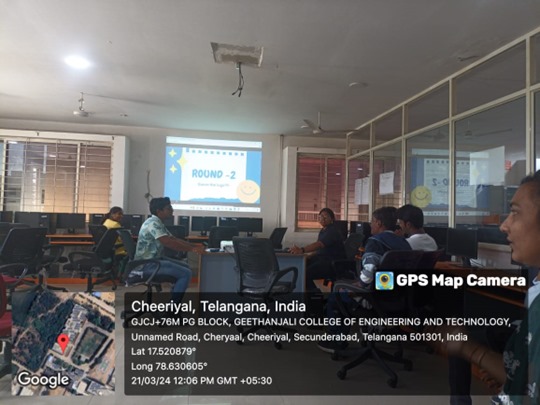 ROUND -2
GPS Map Camera
Cheeriyal, Telangana, India
GJCJ+76M PG BLOCK, GEETHANJALI COLLEGE OF ENGINEERING AND TECHNOLOGY,
Unnamed Road, Cheryaal, Cheeriyal, Secunderabad, Telangana 501301, India
Lat 17.520879°
Long 78.630605°
21/03/24 12:06 PM GMT +05:30
Google